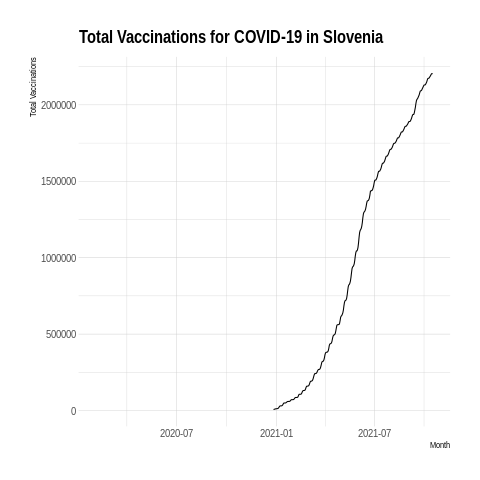 Total Vaccinations for COVID-19 in Slovenia
Total Vaccinations
2000000
1500000
1000000
500000
0
2020-07
2021-01
2021-07
Month